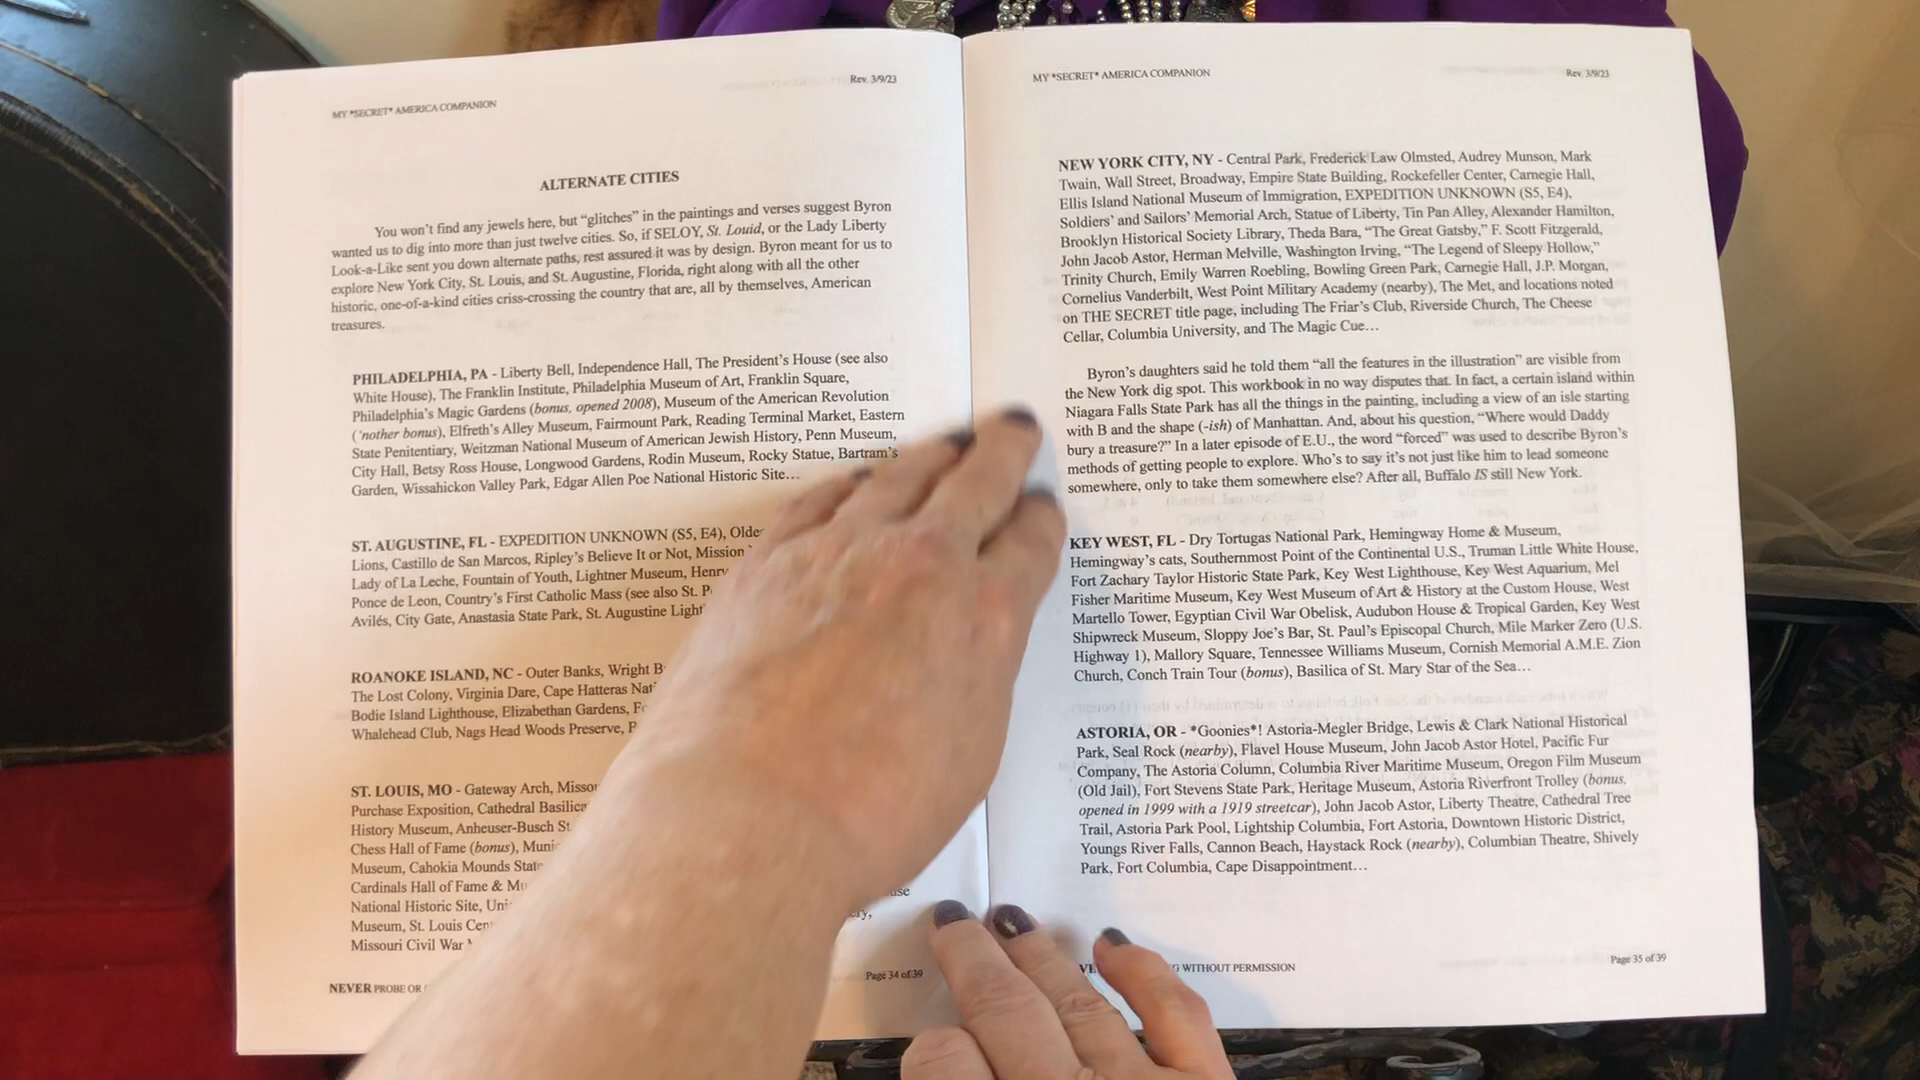 MY *SECRET* AMERICA COMPANION
Rev. 3/9/23
ALTERNATE CITIES
You won't find any jewels here, but "glitches" in the paintings and verses suggest Byron
wanted us to dig into more than just twelve cities. So, if SELOY, St. Louid, or the Lady Liberty
Look-a-Like sent you down alternate paths, rest assured it was by design. Byron meant for us to
explore New York City, St. Louis, and St. Augustine, Florida, right along with all the other
historic, one-of-a-kind cities criss-crossing the country that are, all by themselves, American
treasures.
PHILADELPHIA, PA - Liberty Bell, Independence Hall, The President's House (see also
White House), The Franklin Institute, Philadelphia Museum of Art, Franklin Square,
Philadelphia's Magic Gardens (bonus, opened 2008), Museum of the American Revolution
('nother bonus), Elfreth's Alley Museum, Fairmount Park, Reading Terminal Market, Eastern
State Penitentiary, Weitzman National Museum of American Jewish History, Penn Museum,
City Hall, Betsy Ross House, Longwood Gardens, Rodin Museum, Rocky Statue, Bartram's
Garden, Wissahickon Valley Park, Edgar Allen Poe National Historic Site…
ST. AUGUSTINE, FL - EXPEDITION UNKNOWN (S5, E4),
Lions, Castillo de San Marcos, Ripley's Believe It or Not, Mission
Lady of La Leche, Fountain of Youth, Lightner Museum, Henry
Ponce de Leon, Country's First Catholic Mass (see also St.
Avilés, City Gate, Anastasia State Park, St. Augustine
ROANOKE ISLAND, NC - Outer Banks, Wright
The Lost Colony, Virginia Dare, Cape Hatteras
Bodie Island Lighthouse, Elizabethan Gardens,
Whalehead Club, Nags Head Woods Preserve,
ST. LOUIS, MO - Gateway Arch,
Purchase Exposition, Cathedral
History Museum, Anheuser-Busch
Chess Hall of Fame (bonus),
Museum, Cahokia Mounds
Cardinals Hall of Fame &
National Historic Site,
Museum, St. Louis
Missouri Civil War
NEVER PROBE OR
Page 34 of 39
MY *SECRET* AMERICA COMPANION
Rev. 3/9/23
NEW YORK CITY, NY - Central Park, Frederick Law Olmsted, Audrey Munson, Mark
Twain, Wall Street, Broadway, Empire State Building, Rockefeller Center, Carnegie Hall,
Ellis Island National Museum of Immigration, EXPEDITION UNKNOWN (S5, E4),
Soldiers' and Sailors' Memorial Arch, Statue of Liberty, Tin Pan Alley, Alexander Hamilton,
Brooklyn Historical Society Library, Theda Bara, "The Great Gatsby," F. Scott Fitzgerald,
John Jacob Astor, Herman Melville, Washington Irving, "The Legend of Sleepy Hollow,"
Trinity Church, Emily Warren Roebling, Bowling Green Park, Carnegie Hall, J.P. Morgan,
Cornelius Vanderbilt, West Point Military Academy (nearby), The Met, and locations noted
on THE SECRET title page, including The Friar's Club, Riverside Church, The Cheese
Cellar, Columbia University, and The Magic Cue…
Byron's daughters said he told them "all the features in the illustration" are visible from
the New York dig spot. This workbook in no way disputes that. In fact, a certain island within
Niagara Falls State Park has all the things in the painting, including a view of an isle starting
with B and the shape (-ish) of Manhattan. And, about his question, "Where would Daddy
bury a treasure?" In a later episode of E.U., the word "forced" was used to describe Byron's
methods of getting people to explore. Who's to say it's not just like him to lead someone
somewhere, only to take them somewhere else? After all, Buffalo IS still New York.
KEY WEST, FL - Dry Tortugas National Park, Hemingway Home & Museum,
Hemingway's cats, Southernmost Point of the Continental U.S., Truman Little White House,
Fort Zachary Taylor Historic State Park, Key West Lighthouse, Key West Aquarium, Mel
Fisher Maritime Museum, Key West Museum of Art & History at the Custom House, West
Martello Tower, Egyptian Civil War Obelisk, Audubon House & Tropical Garden, Key West
Shipwreck Museum, Sloppy Joe's Bar, St. Paul's Episcopal Church, Mile Marker Zero (U.S.
Highway 1), Mallory Square, Tennessee Williams Museum, Cornish Memorial A.M.E. Zion
Church, Conch Train Tour (bonus), Basilica of St. Mary Star of the Sea…
ASTORIA, OR - *Goonies*! Astoria-Megler Bridge, Lewis & Clark National Historical
Park, Seal Rock (nearby), Flavel House Museum, John Jacob Astor Hotel, Pacific Fur
Company, The Astoria Column, Columbia River Maritime Museum, Oregon Film Museum
(Old Jail), Fort Stevens State Park, Heritage Museum, Astoria Riverfront Trolley (bonus,
opened in 1999 with a 1919 streetcar), John Jacob Astor, Liberty Theatre, Cathedral Tree
Trail, Astoria Park Pool, Lightship Columbia, Fort Astoria, Downtown Historic District,
Youngs River Falls, Cannon Beach, Haystack Rock (nearby), Columbian Theatre, Shively
Park, Fort Columbia, Cape Disappointment…
WITHOUT PERMISSION
Page 35 of 39